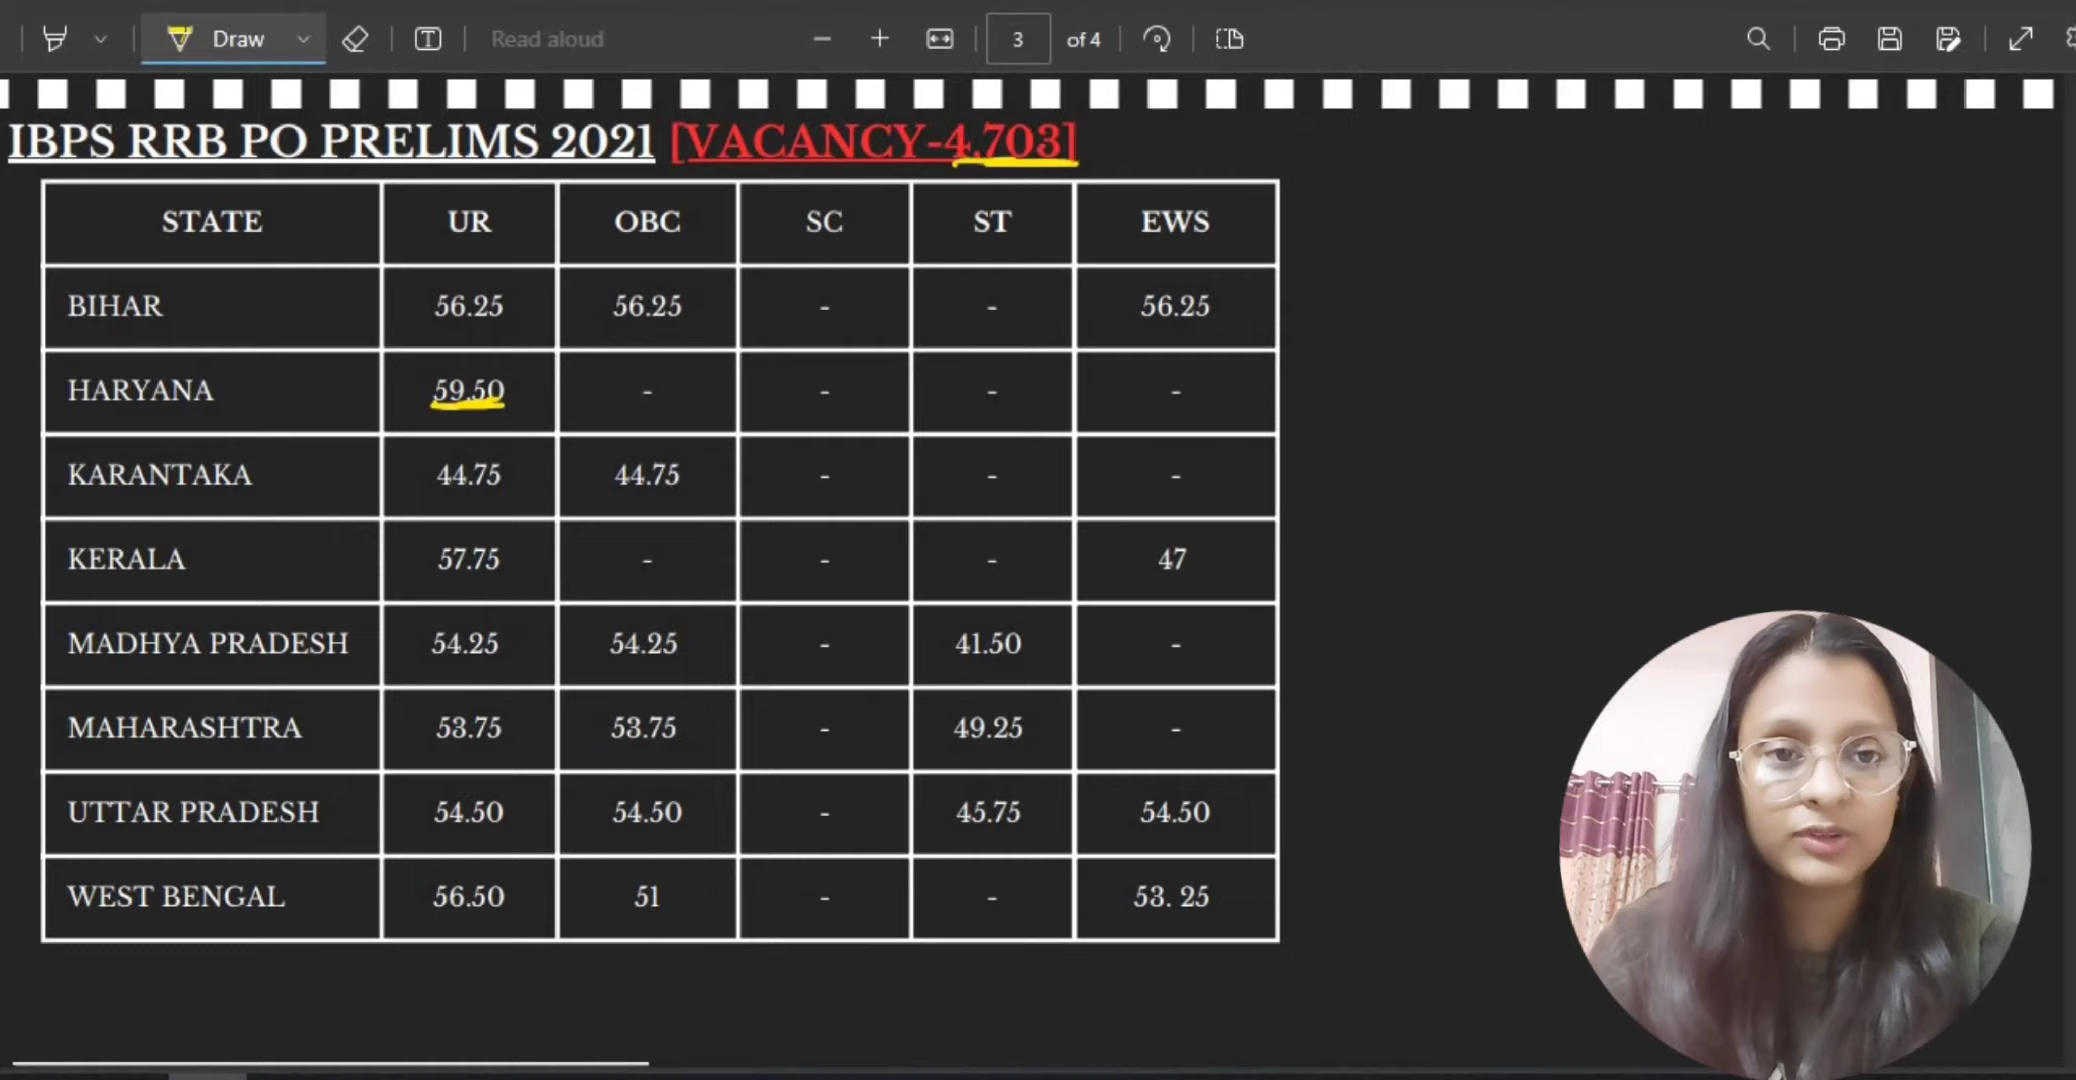 Draw
Read aloud
3 of 4
IBPS RRB PO PRELIMS 2021 [VACANCY-4,703]
STATE UR OBC SC ST EWS
BIHAR 56.25 56.25 - - 56.25
HARYANA 59.50 - - - -
KARANTAKA 44.75 44.75 - - -
KERALA 57.75 - - - 47
MADHYA PRADESH 54.25 54.25 - 41.50 -
MAHARASHTRA 53.75 53.75 - 49.25 -
UTTAR PRADESH 54.50 54.50 - 45.75 54.50
WEST BENGAL 56.50 51 - - 53. 25